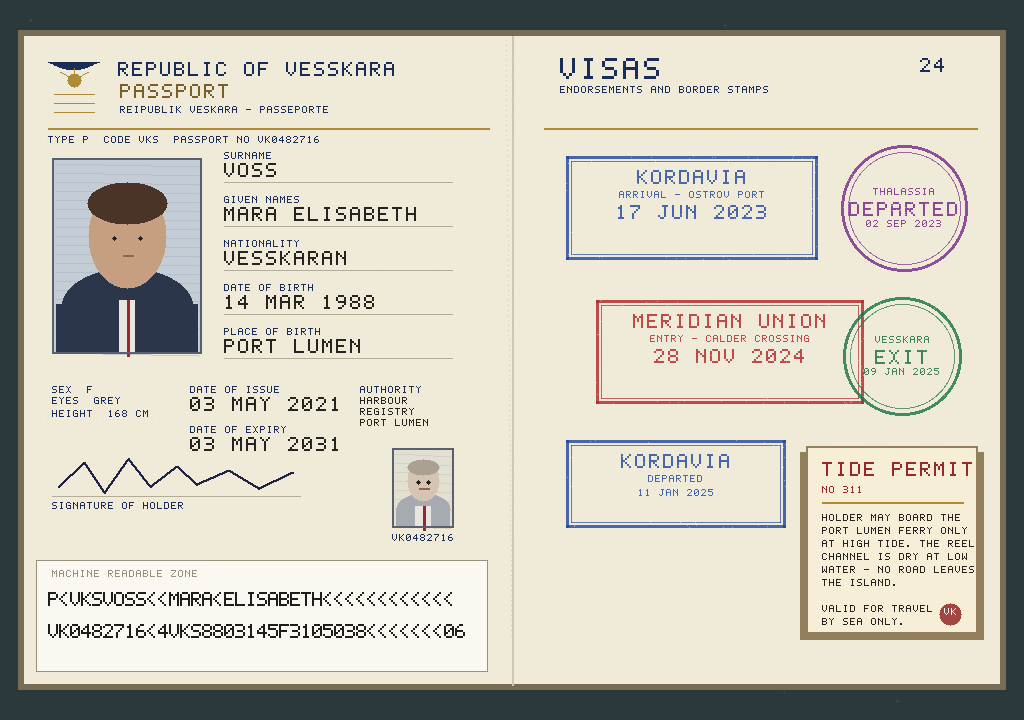 REPUBLIC OF VESSKARA
PASSPORT
REIPUBLIK VESKARA – PASSEPORTE
TYPE P CODE VKS PASSPORT NO VK0482716
SURNAME
VOSS
GIVEN NAMES
MARA ELISABETH
NATIONALITY
VESSKARAN
DATE OF BIRTH
14 MAR 1988
PLACE OF BIRTH
PORT LUMEN
SEX F
EYES GREY
HEIGHT 168 CM
DATE OF ISSUE
03 MAY 2021
DATE OF EXPIRY
03 MAY 2031
AUTHORITY
HARBOUR
REGISTRY
PORT LUMEN
SIGNATURE OF HOLDER
VK0482716
MACHINE READABLE ZONE
P<VKSVOSS<<MARA<ELISABETH<<<<<<<<<<<<
VK0482716<4VKS8803145F3105038<<<<<<<06
VISAS
24
ENDORSEMENTS AND BORDER STAMPS
KORDAVIA
ARRIVAL – OSTROV PORT
17 JUN 2023
THALASSIA
DEPARTED
02 SEP 2023
MERIDIAN UNION
ENTRY – CALDER CROSSING
28 NOV 2024
VESSKARA
EXIT
09 JAN 2025
KORDAVIA
DEPARTED
11 JAN 2025
TIDE PERMIT
NO 311
HOLDER MAY BOARD THE
PORT LUMEN FERRY ONLY
AT HIGH TIDE. THE REEL
CHANNEL IS DRY AT LOW
WATER – NO ROAD LEAVES
THE ISLAND.
VALID FOR TRAVEL
BY SEA ONLY.
VK